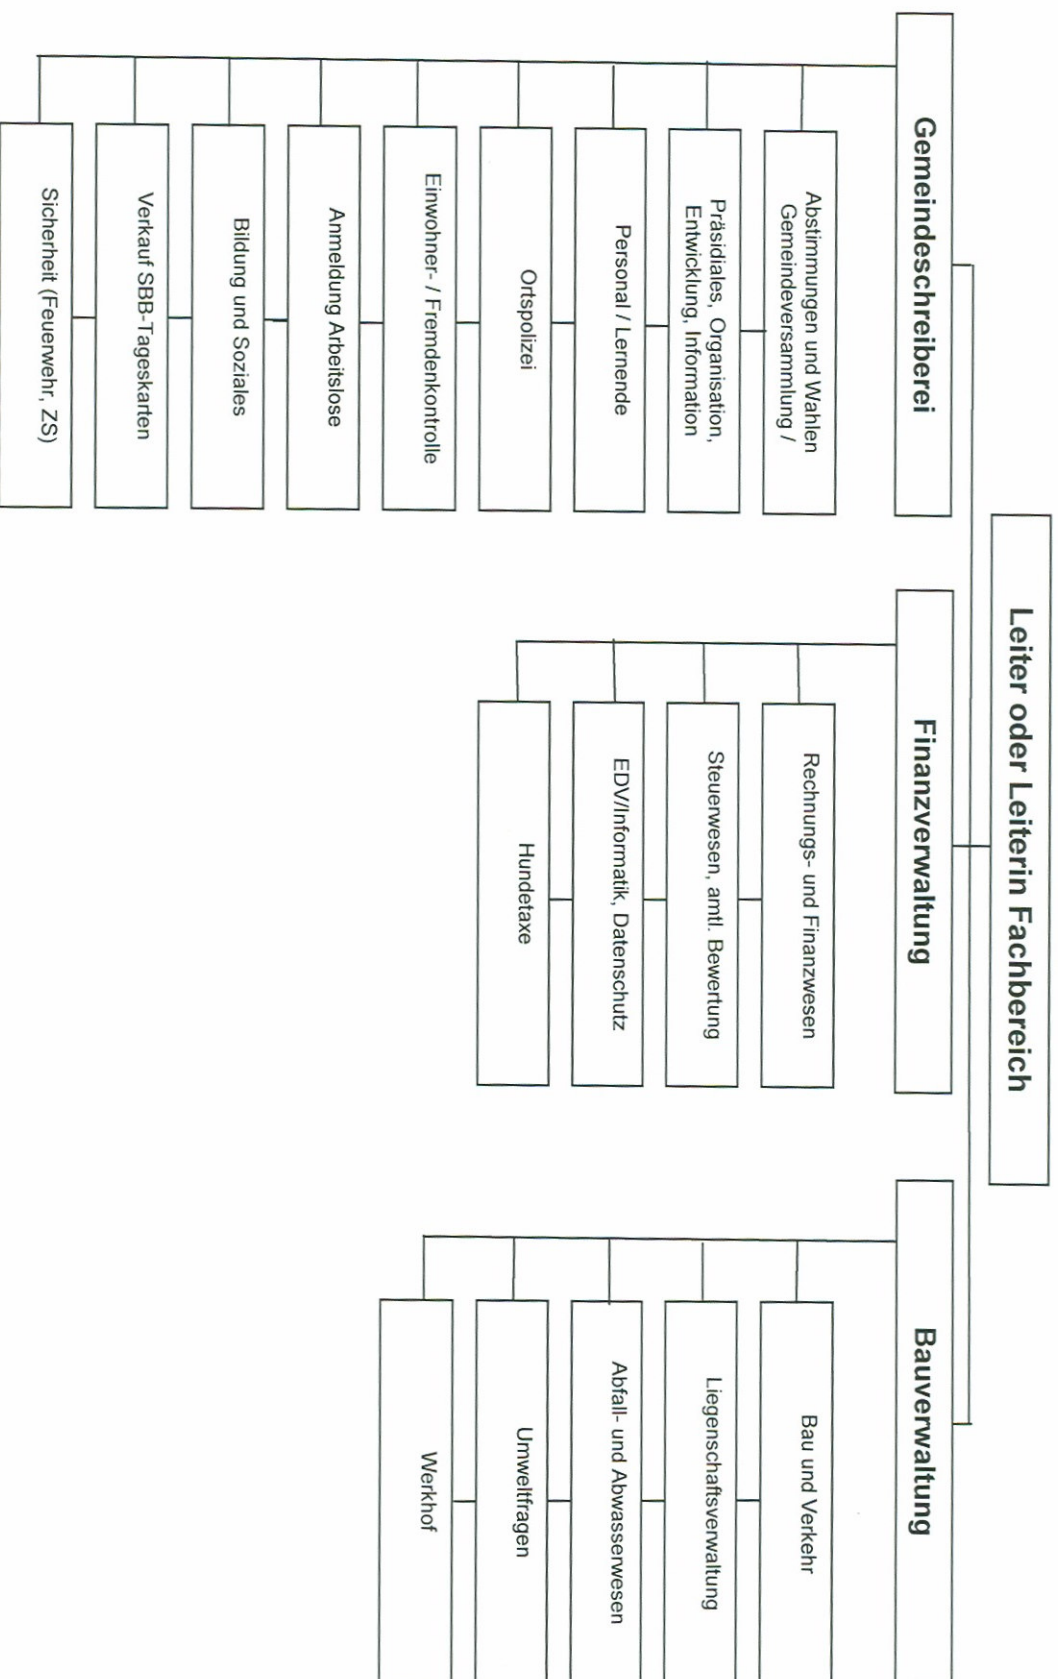 Leiter oder Leiterin Fachbereich
Gemeindeschreiberei
Abstimmungen und Wahlen
Gemeindeversammlung /
Präsidiales, Organisation,
Entwicklung, Information
Personal / Lernende
Ortspolizei
Einwohner- / Fremdenkontrolle
Anmeldung Arbeitslose
Bildung und Soziales
Verkauf SBB-Tageskarten
Sicherheit (Feuerwehr, ZS)
Finanzverwaltung
Rechnungs- und Finanzwesen
Steuerwesen, amtl. Bewertung
EDV/Informatik, Datenschutz
Hundetaxe
Bauverwaltung
Bau und Verkehr
Liegenschaftsverwaltung
Abfall- und Abwasserwesen
Umweltfragen
Werkhof